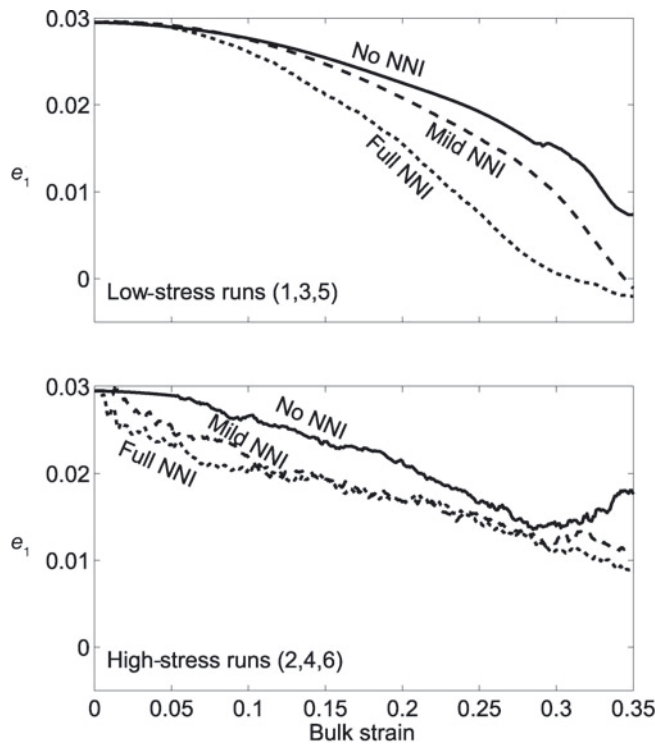 0.03
No NNI
0.02
Mild NNI
e1
Full NNI
0.01
0
Low-stress runs (1,3,5)
0.03
No NNI
Mild NNI
Full NNI
0.02
e1
0.01
0
High-stress runs (2,4,6)
0 0.05 0.1 0.15 0.2 0.25 0.3 0.35
Bulk strain